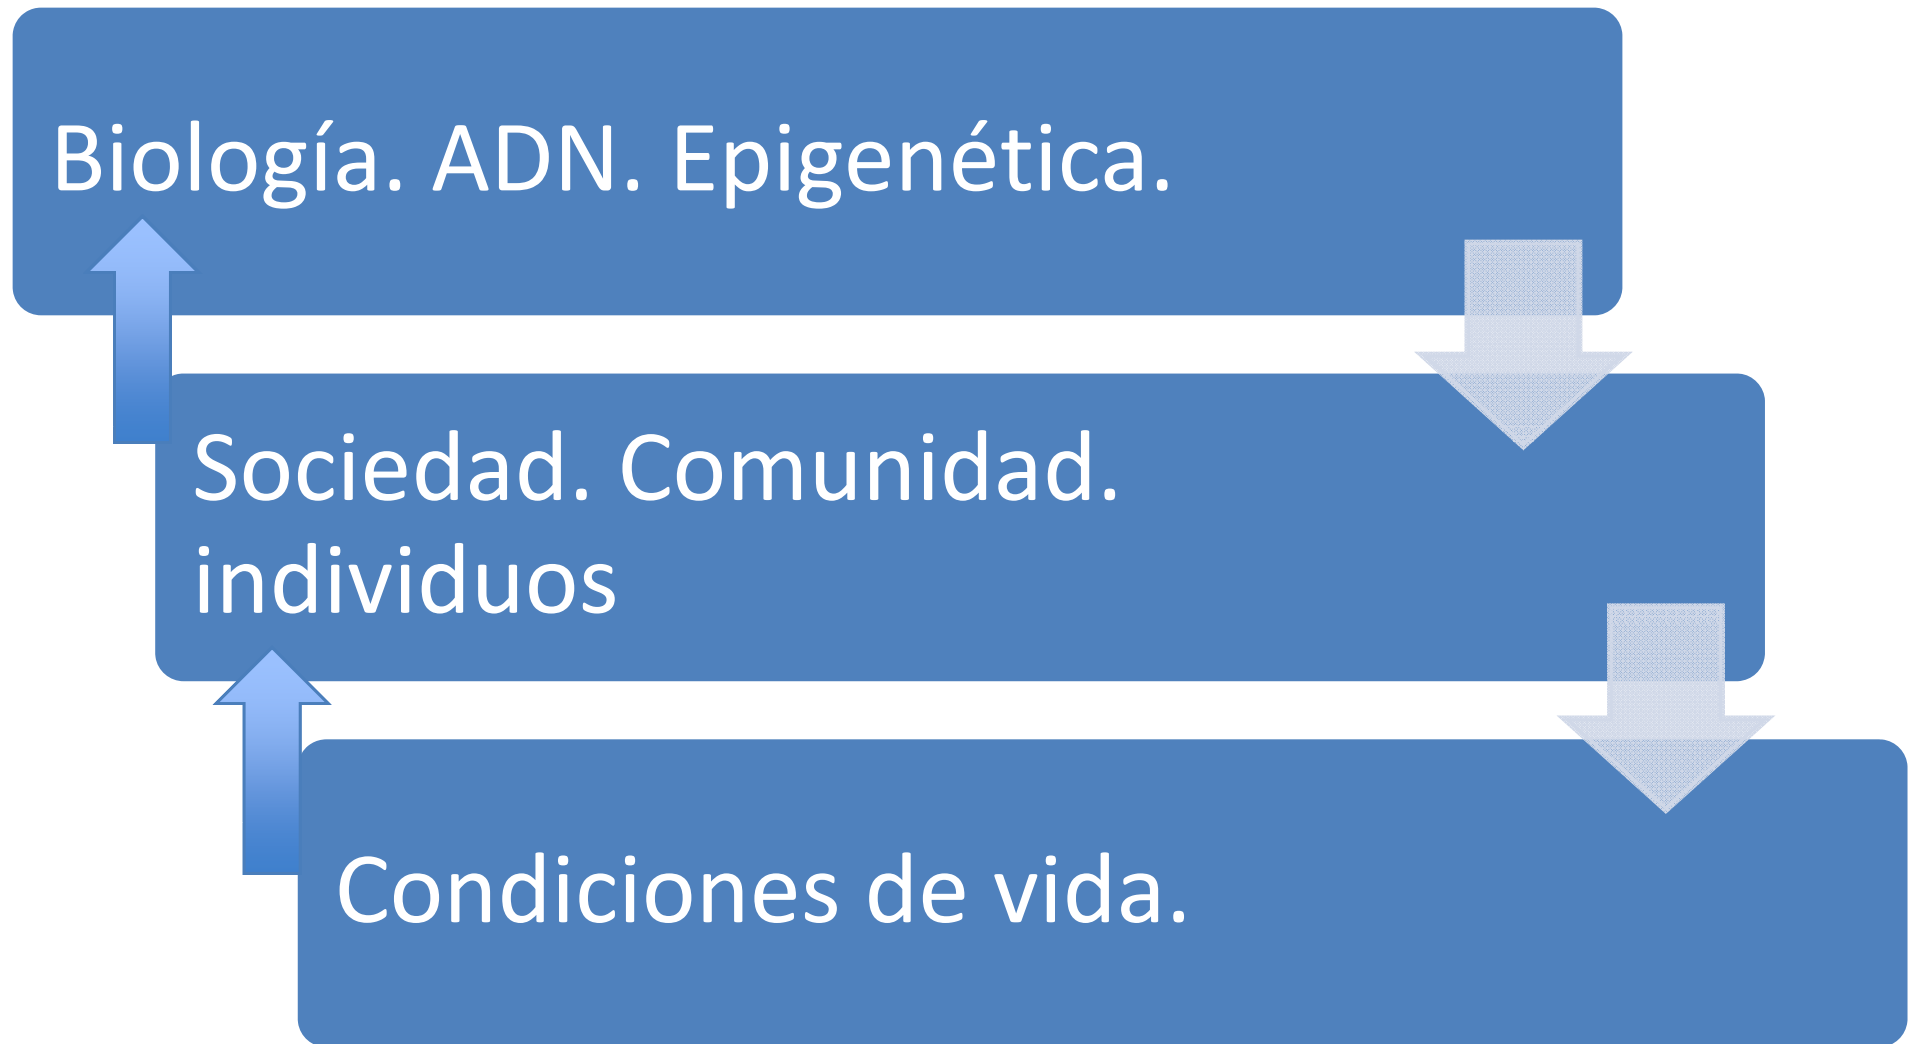 Biología. ADN. Epigenética.
Sociedad. Comunidad.
individuos
Condiciones de vida.